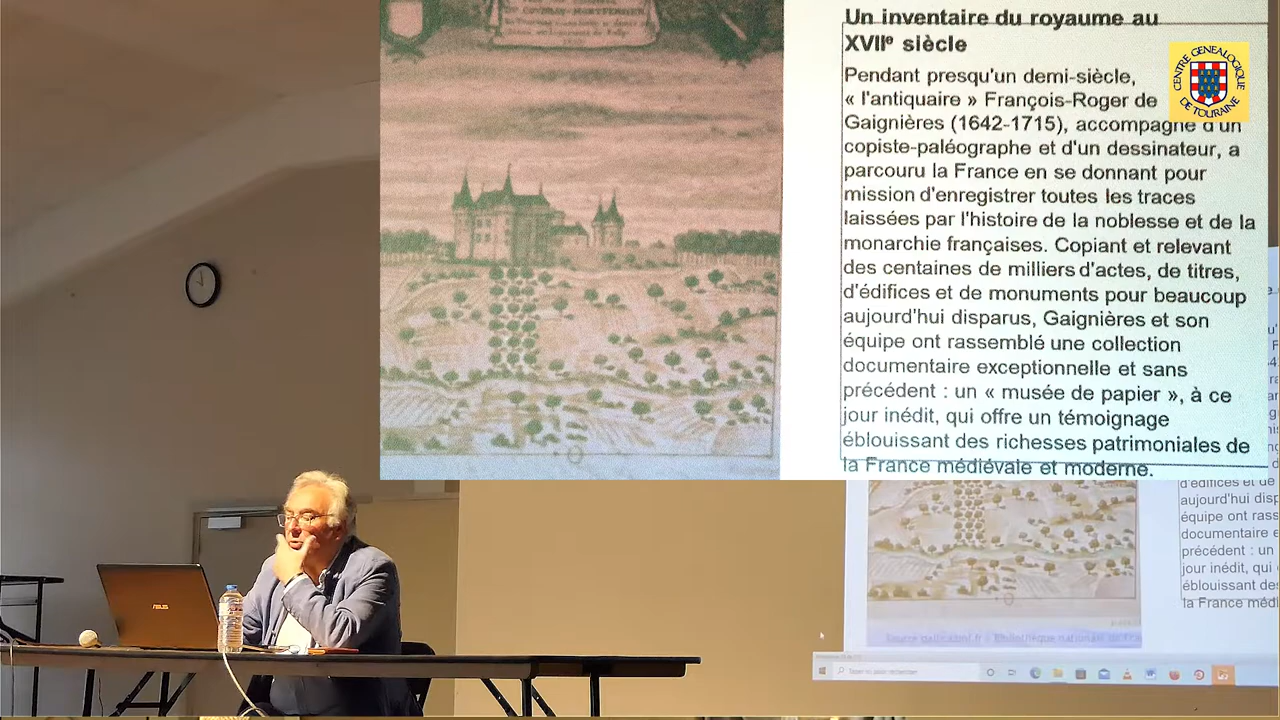 Un inventaire du royaume au
XVIIe siècle
Pendant presqu'un demi-siècle,
« l'antiquaire » François-Roger de
Gaignières (1642-1715), accompagné d'un
copiste-paléographe et d'un dessinateur, a
parcouru la France en se donnant pour
mission d'enregistrer toutes les traces
laissées par l'histoire de la noblesse et de la
monarchie françaises. Copiant et relevant
des centaines de milliers d'actes, de titres,
d'édifices et de monuments pour beaucoup
aujourd'hui disparus, Gaignières et son
équipe ont rassemblé une collection
documentaire exceptionnelle et sans
précédent : un « musée de papier », à ce
jour inédit, qui offre un témoignage
éblouissant des richesses patrimoniales de
la France médiévale et moderne.
CENTRE GENEALOGIQUE
DE TOURAINE
d'édifices et de
aujourd'hui disp
équipe ont rass
documentaire e
précédent : un
jour inédit, qui
éblouissant de
la France médi
ASUS